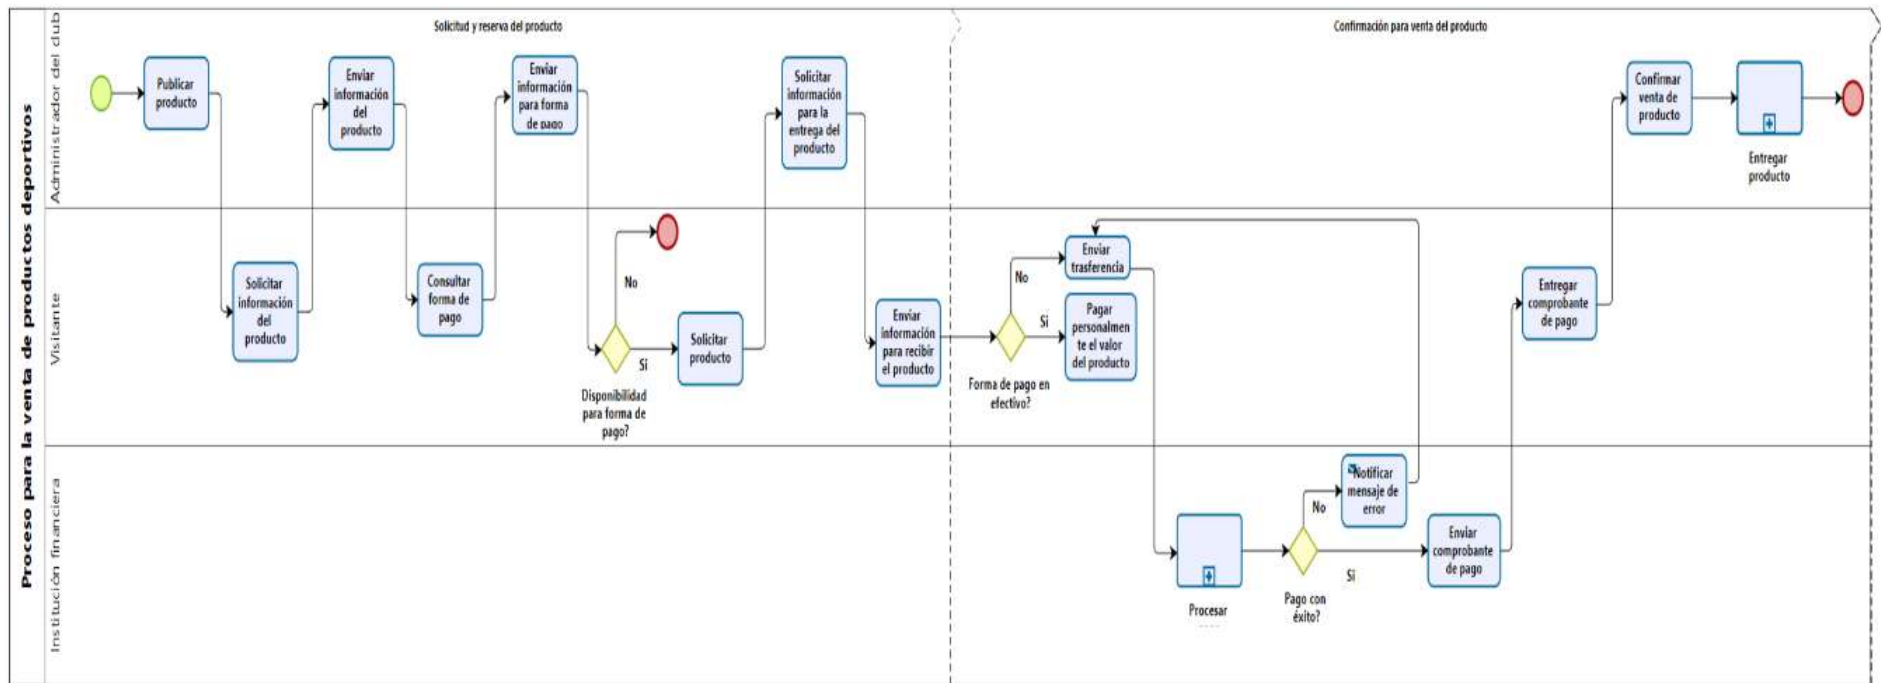 Proceso para la venta de productos deportivos
Administrador del club
Visitante
Institución financiera
Solicitud y reserva del producto
Confirmación para venta del producto
Publicar
producto
Enviar
información
del
producto
Enviar
información
para forma
de pago
Solicitar
información
para la
entrega del
producto
Confirmar
venta de
producto
Entregar
producto
Solicitar
información
del
producto
Consultar
forma de
pago
No
Si
Disponibilidad
para forma de
pago?
Solicitar
producto
Enviar
información
para recibir
el producto
No
Si
Forma de pago en
efectivo?
Enviar
trasferencia
Pagar
personalmen
te el valor
del producto
Entregar
comprobante
de pago
Procesar
No
Si
Pago con
éxito?
Notificar
mensaje de
error
Enviar
comprobante
de pago